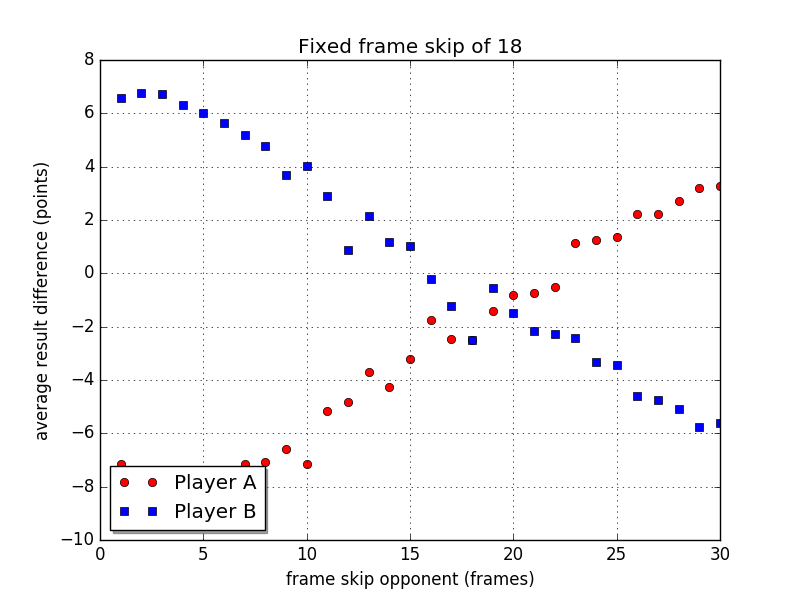 Fixed frame skip of 18
average result difference (points)
8
6
4
2
0
−2
−4
−6
−8
−10
Player A
Player B
0 5 10 15 20 25 30
frame skip opponent (frames)